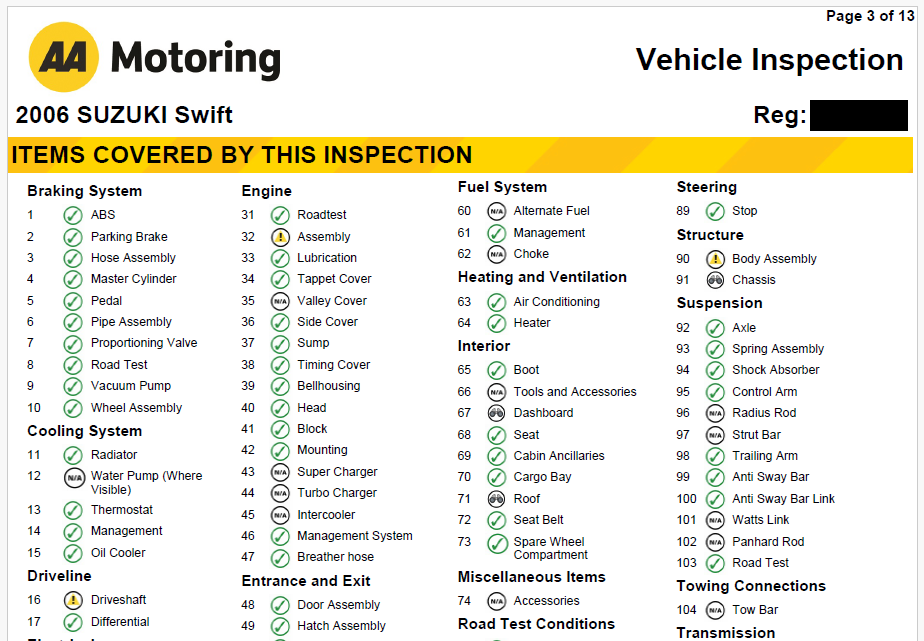 Page 3 of 13
AA Motoring
Vehicle Inspection
2006 SUZUKI Swift
Reg:
ITEMS COVERED BY THIS INSPECTION
Braking System
1 ABS
2 Parking Brake
3 Hose Assembly
4 Master Cylinder
5 Pedal
6 Pipe Assembly
7 Proportioning Valve
8 Road Test
9 Vacuum Pump
10 Wheel Assembly
Cooling System
11 Radiator
12 N/A Water Pump (Where
Visible)
13 Thermostat
14 Management
15 Oil Cooler
Driveline
16 ! Driveshaft
17 Differential
Engine
31 Roadtest
32 ! Assembly
33 Lubrication
34 Tappet Cover
35 N/A Valley Cover
36 Side Cover
37 Sump
38 Timing Cover
39 Bellhousing
40 Head
41 Block
42 Mounting
43 N/A Super Charger
44 N/A Turbo Charger
45 N/A Intercooler
46 Management System
47 Breather hose
Entrance and Exit
48 Door Assembly
49 Hatch Assembly
Fuel System
60 N/A Alternate Fuel
61 Management
62 N/A Choke
Heating and Ventilation
63 Air Conditioning
64 Heater
Interior
65 Boot
66 N/A Tools and Accessories
67 Dashboard
68 Seat
69 Cabin Ancillaries
70 Cargo Bay
71 Roof
72 Seat Belt
73 Spare Wheel
Compartment
Miscellaneous Items
74 N/A Accessories
Road Test Conditions
Steering
89 Stop
Structure
90 ! Body Assembly
91 Chassis
Suspension
92 Axle
93 Spring Assembly
94 Shock Absorber
95 Control Arm
96 N/A Radius Rod
97 N/A Strut Bar
98 Trailing Arm
99 Anti Sway Bar
100 Anti Sway Bar Link
101 N/A Watts Link
102 N/A Panhard Rod
103 Road Test
Towing Connections
104 N/A Tow Bar
Transmission